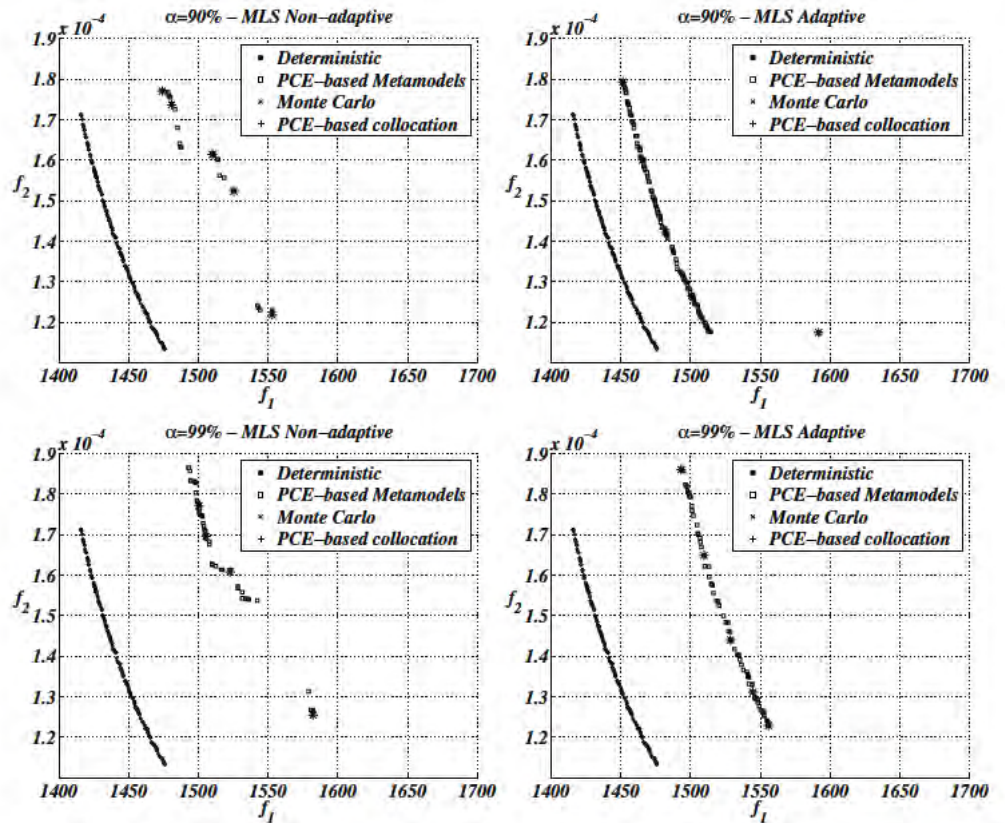 α=90% – MLS Non–adaptive
x 10⁻⁴
1.9
1.8
1.7
1.6
f₂
1.5
1.4
1.3
1.2
Deterministic
PCE–based Metamodels
Monte Carlo
PCE–based collocation
1400 1450 1500 1550 1600 1650 1700
f₁
α=90% – MLS Adaptive
x 10⁻⁴
1.9
1.8
1.7
1.6
f₂
1.5
1.4
1.3
1.2
Deterministic
PCE–based Metamodels
Monte Carlo
PCE–based collocation
1400 1450 1500 1550 1600 1650 1700
f₁
α=99% – MLS Non–adaptive
x 10⁻⁴
1.9
1.8
1.7
1.6
f₂
1.5
1.4
1.3
1.2
Deterministic
PCE–based Metamodels
Monte Carlo
PCE–based collocation
1400 1450 1500 1550 1600 1650 1700
f₁
α=99% – MLS Adaptive
x 10⁻⁴
1.9
1.8
1.7
1.6
f₂
1.5
1.4
1.3
1.2
Deterministic
PCE–based Metamodels
Monte Carlo
PCE–based collocation
1400 1450 1500 1550 1600 1650 1700
f₁